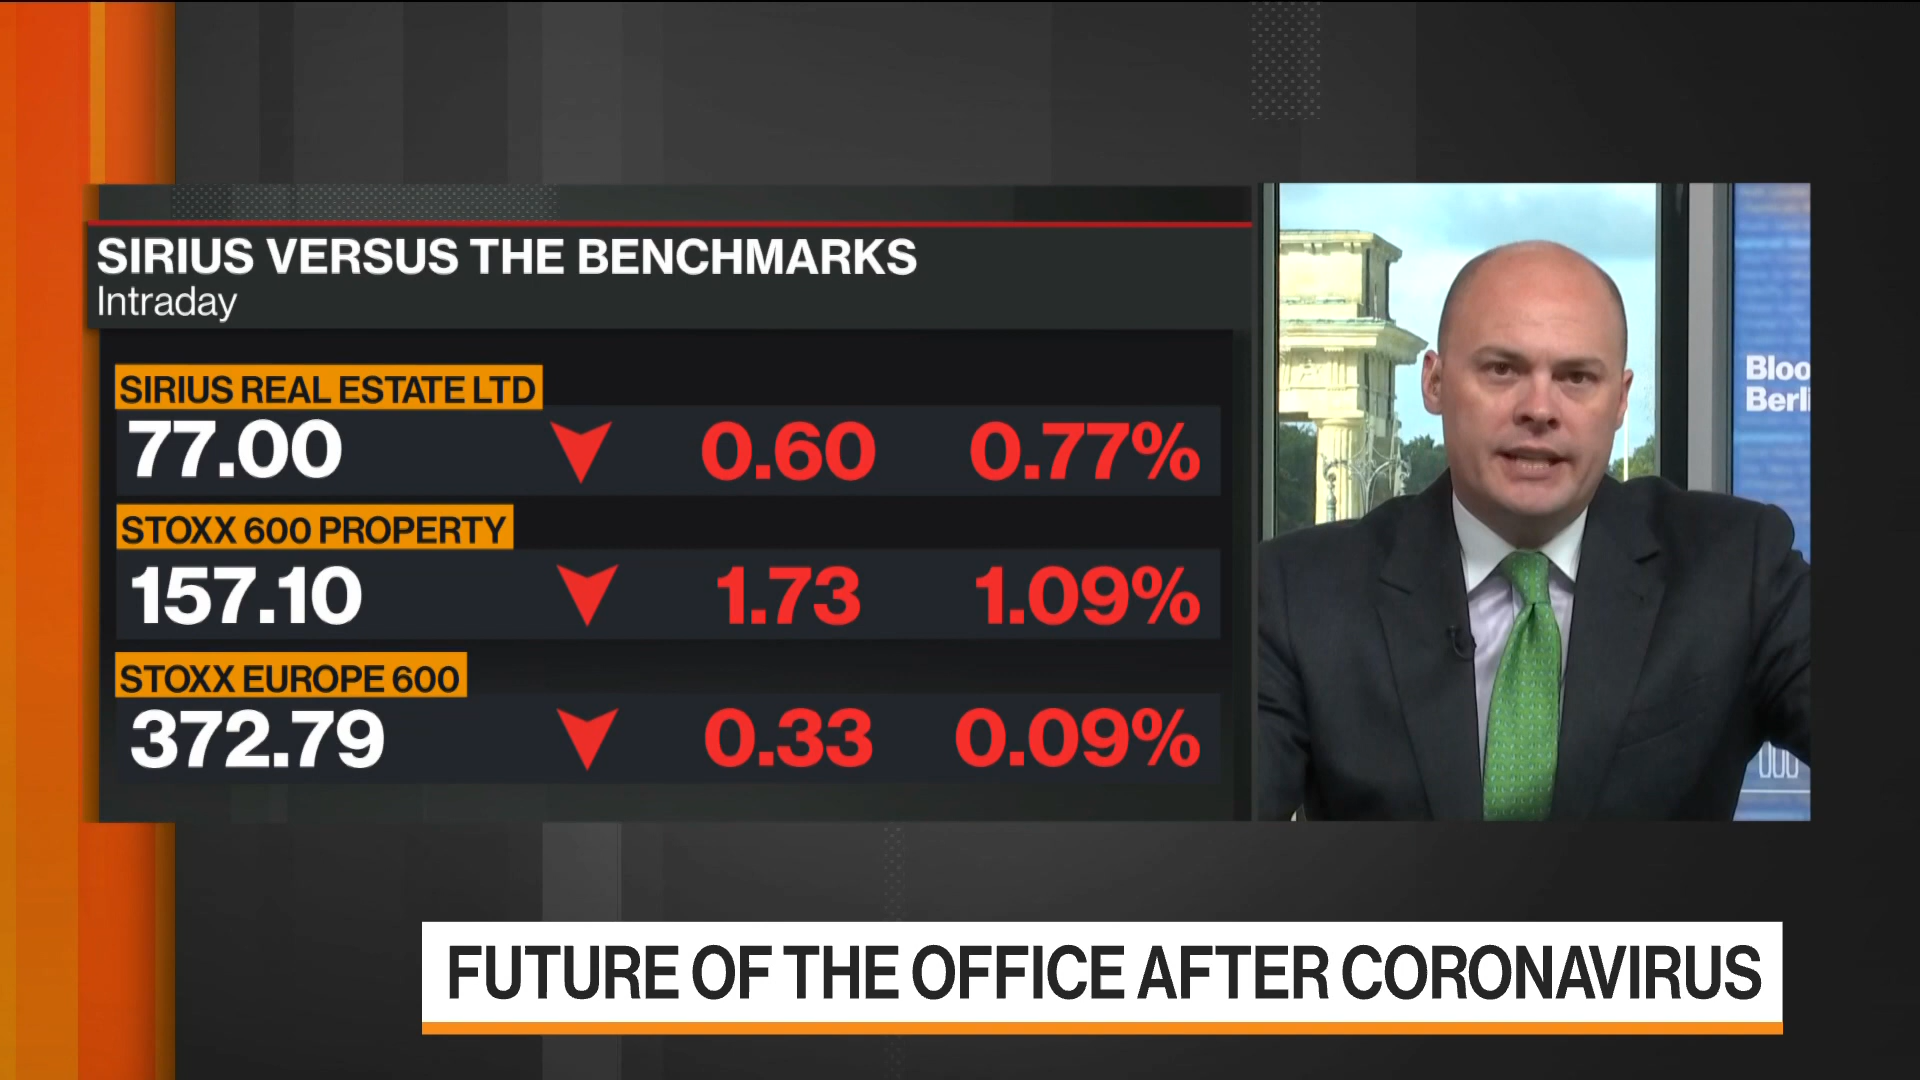 SIRIUS VERSUS THE BENCHMARKS
Intraday
SIRIUS REAL ESTATE LTD
77.00 0.60 0.77%
STOXX 600 PROPERTY
157.10 1.73 1.09%
STOXX EUROPE 600
372.79 0.33 0.09%
Bloo
Berli
FUTURE OF THE OFFICE AFTER CORONAVIRUS